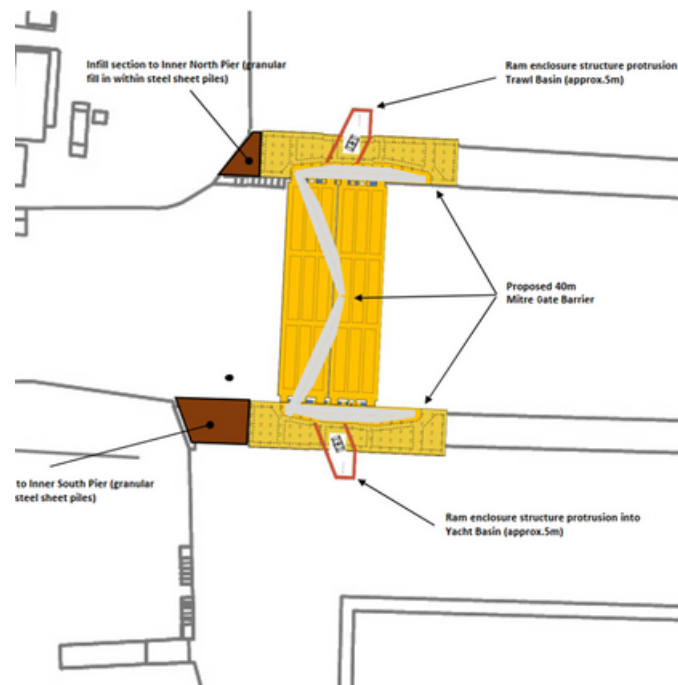 Infill section to Inner North Pier (granular
fill in within steel sheet piles)
Ram enclosure structure protrusion
Trawl Basin (approx.5m)
Proposed 40m
Mitre Gate Barrier
to Inner South Pier (granular
steel sheet piles)
Ram enclosure structure protrusion into
Yacht Basin (approx.5m)